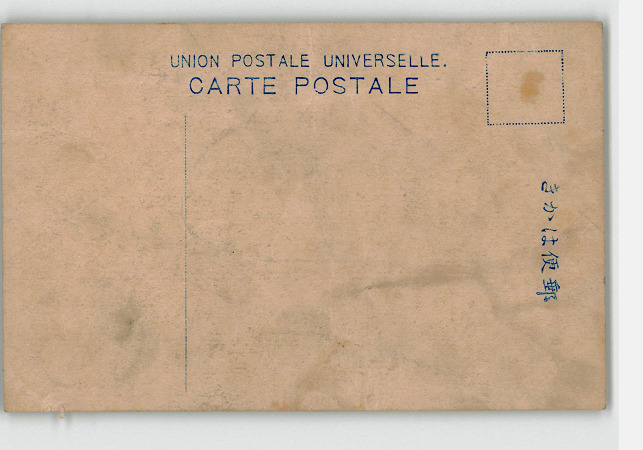 UNION POSTALE UNIVERSELLE.
CARTE POSTALE
郵便はかき